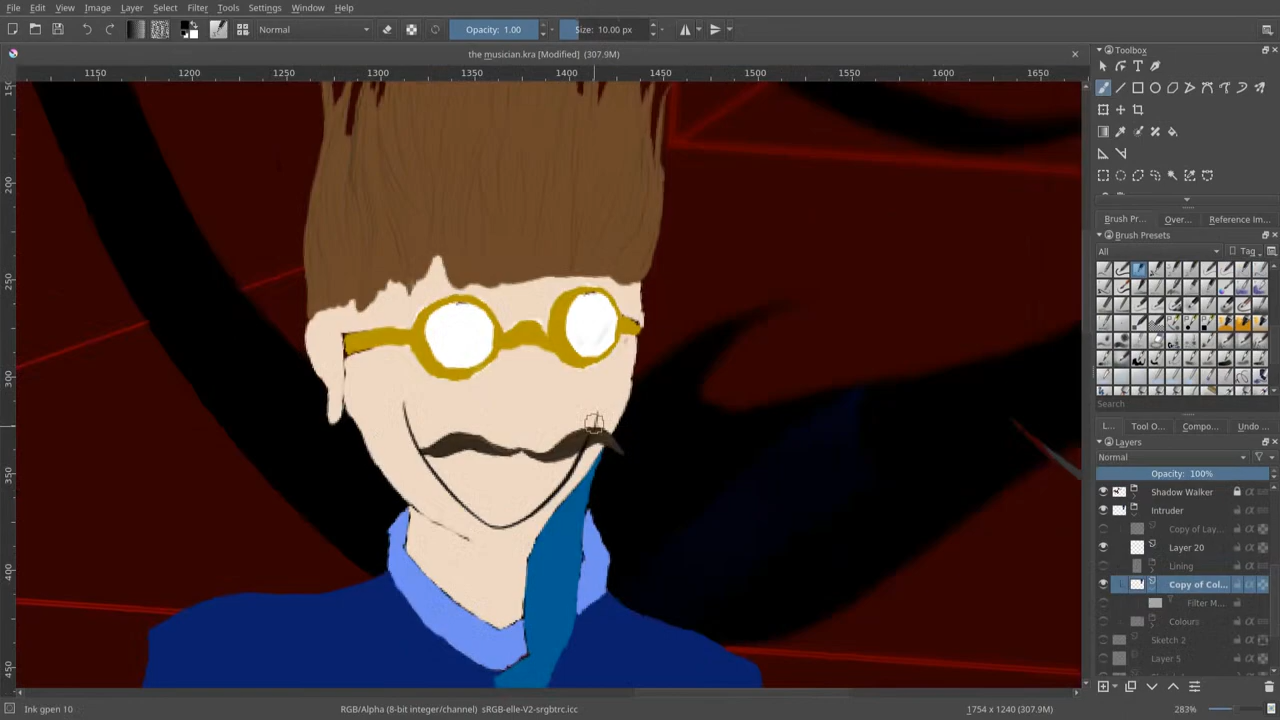 File Edit View Image Layer Select Filter Tools Settings Window Help
Normal Opacity: 1.00 Size: 10.00 px
the musician.kra [Modified] (307.9M)
Toolbox
1150 1200 1250 1300 1350 1400 1450 1500 1550 1600 1650
200
250
300
350
400
450
Brush Pr... Over... Reference Im...
Brush Presets
All Tag
Search
L... Tool O... Compo... Undo ...
Layers
Normal
Opacity: 100%
Shadow Walker
Intruder
Copy of Lay...
Layer 20
Lining
Copy of Col...
Filter M...
Colours
Sketch 2
Layer 5
Ink gpen 10 RGB/Alpha (8-bit integer/channel) sRGB-elle-V2-srgbtrc.icc 1754 x 1240 (307.9M) 283%